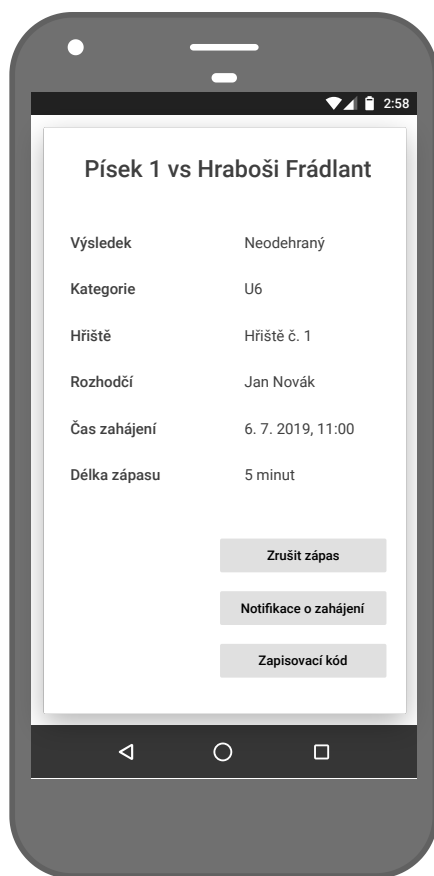 2:58
Písek 1 vs Hraboši Frádlant
Výsledek Neodehraný
Kategorie U6
Hřiště Hřiště č. 1
Rozhodčí Jan Novák
Čas zahájení 6. 7. 2019, 11:00
Délka zápasu 5 minut
Zrušit zápas
Notifikace o zahájení
Zapisovací kód